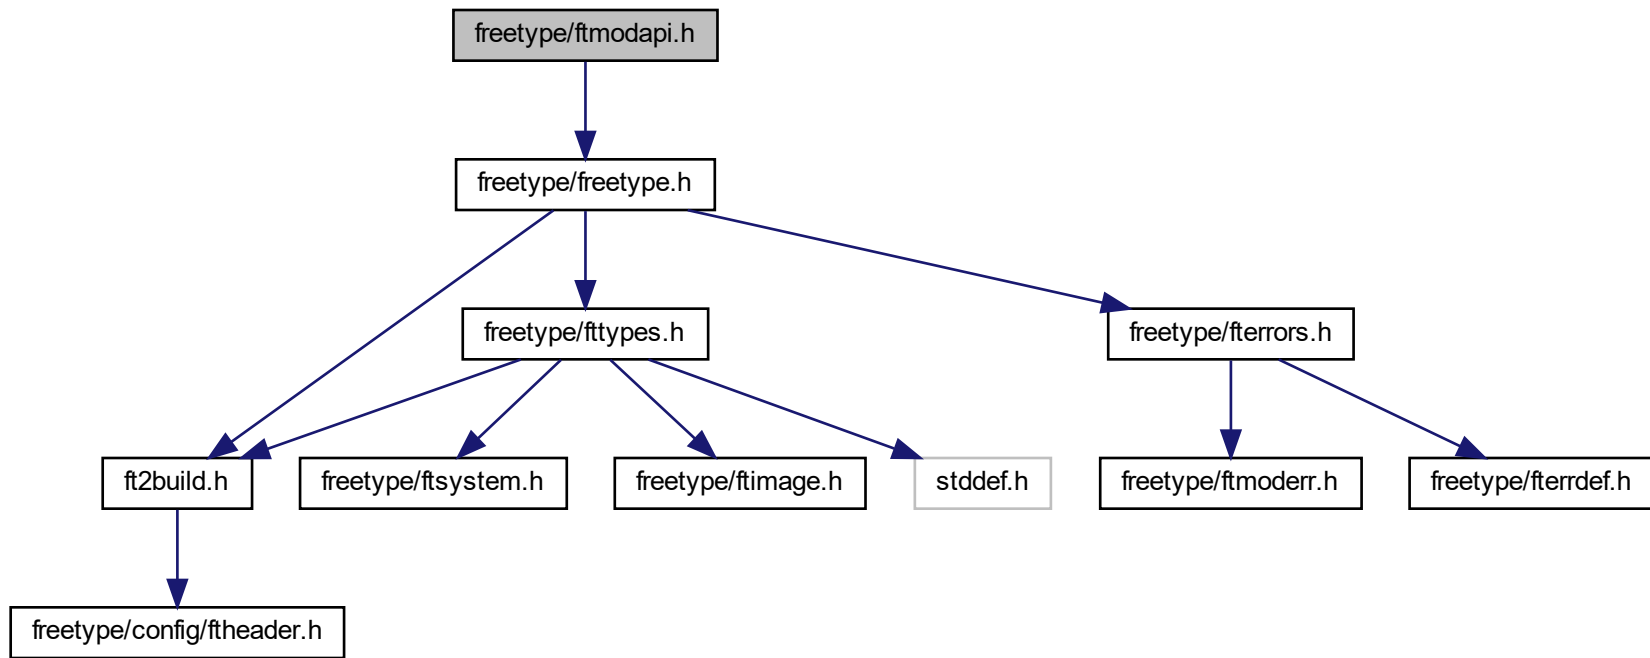 freetype/ftmodapi.h
freetype/freetype.h
freetype/fttypes.h
freetype/fterrors.h
ft2build.h
freetype/ftsystem.h
freetype/ftimage.h
stddef.h
freetype/ftmoderr.h
freetype/fterrdef.h
freetype/config/ftheader.h